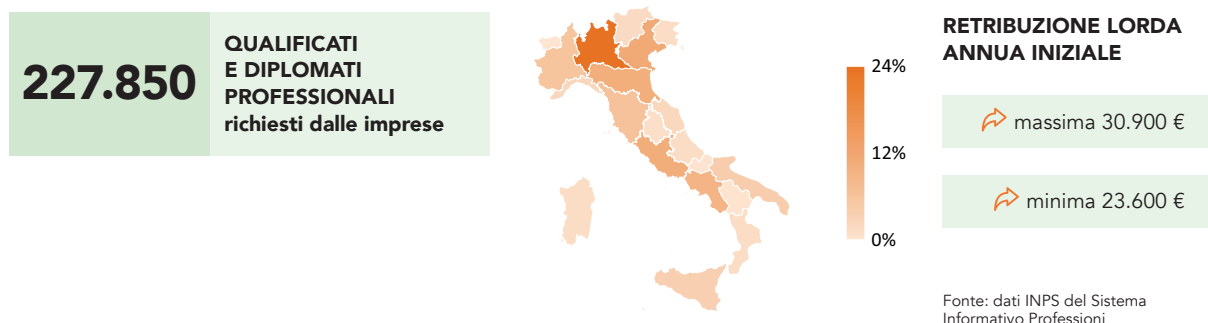 227.850
QUALIFICATI
E DIPLOMATI
PROFESSIONALI
richiesti dalle imprese
24%
12%
0%
RETRIBUZIONE LORDA
ANNUA INIZIALE
massima 30.900 €
minima 23.600 €
Fonte: dati INPS del Sistema
Informativo Professioni